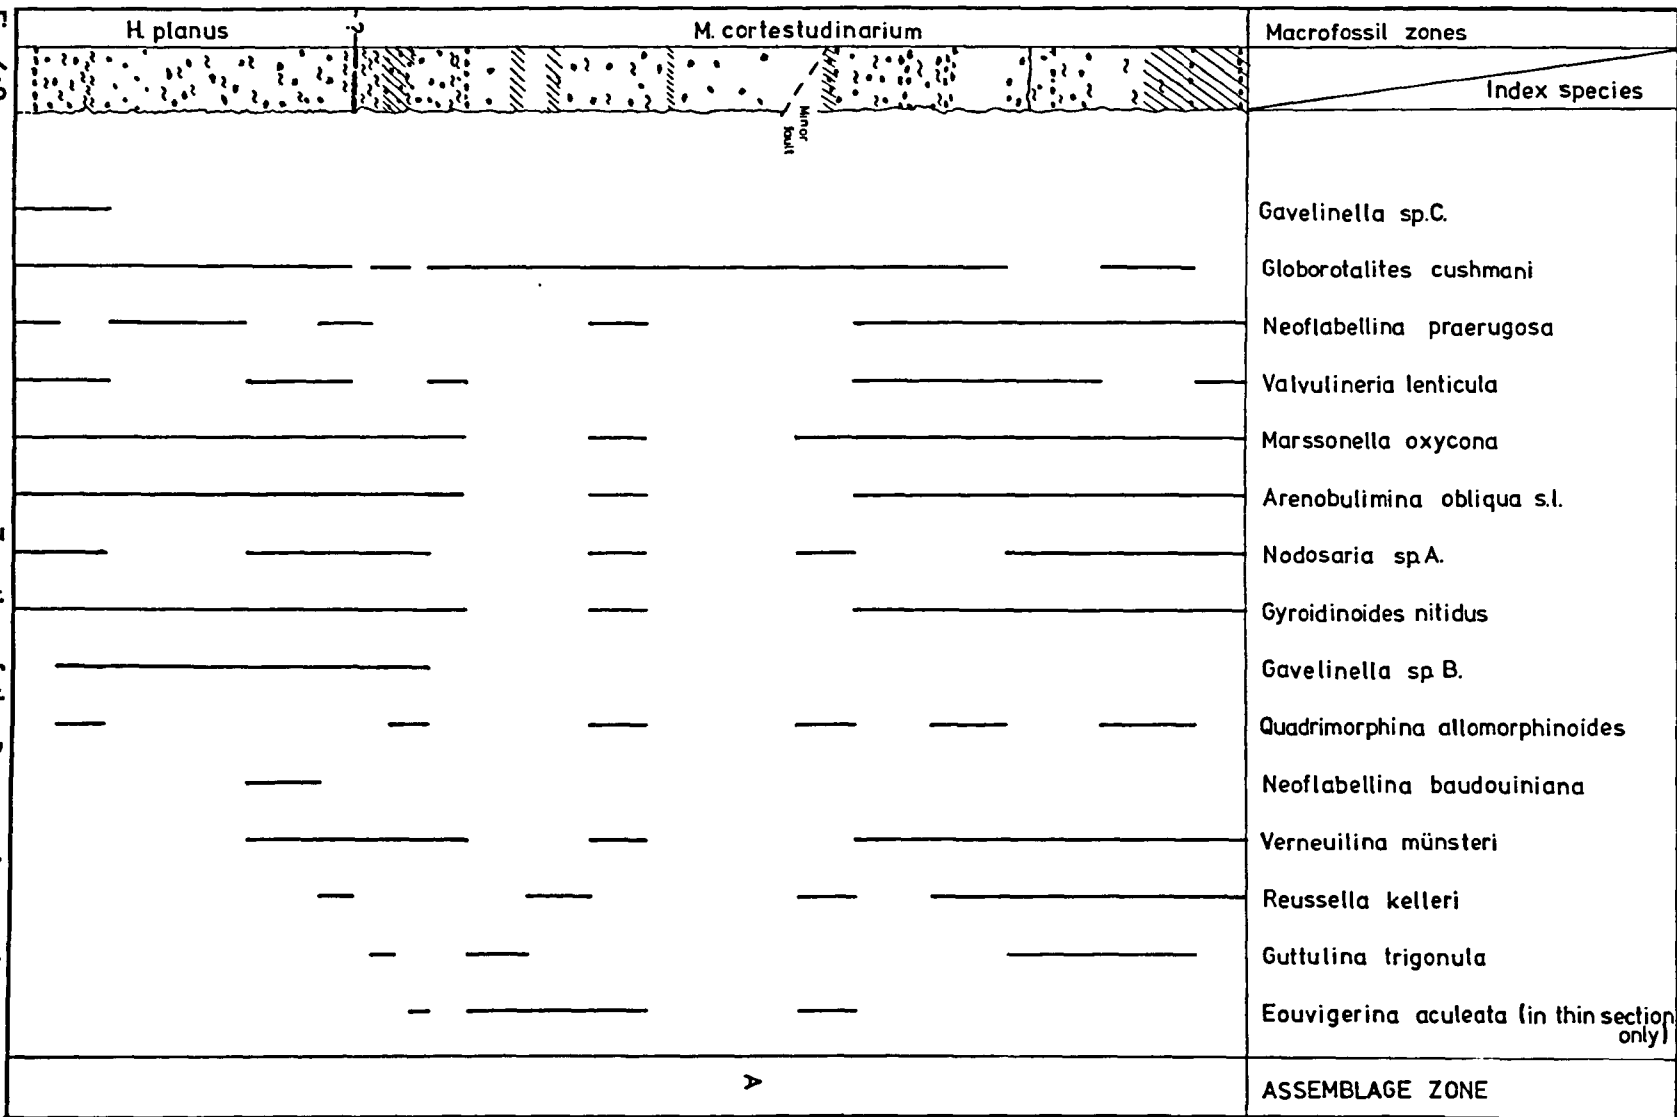 H. planus
?
M. cortestudinarium
Macrofossil zones
Index species
Minor
fault
Gavelinella sp.C.
Globorotalites cushmani
Neoflabellina praerugosa
Valvulineria lenticula
Marssonella oxycona
Arenobulimina obliqua s.l.
Nodosaria sp.A.
Gyroidinoides nitidus
Gavelinella sp.B.
Quadrimorphina allomorphinoides
Neoflabellina baudouiniana
Verneuilina münsteri
Reussella kelleri
Guttulina trigonula
Eouvigerina aculeata (in thin section
only)
A
ASSEMBLAGE ZONE